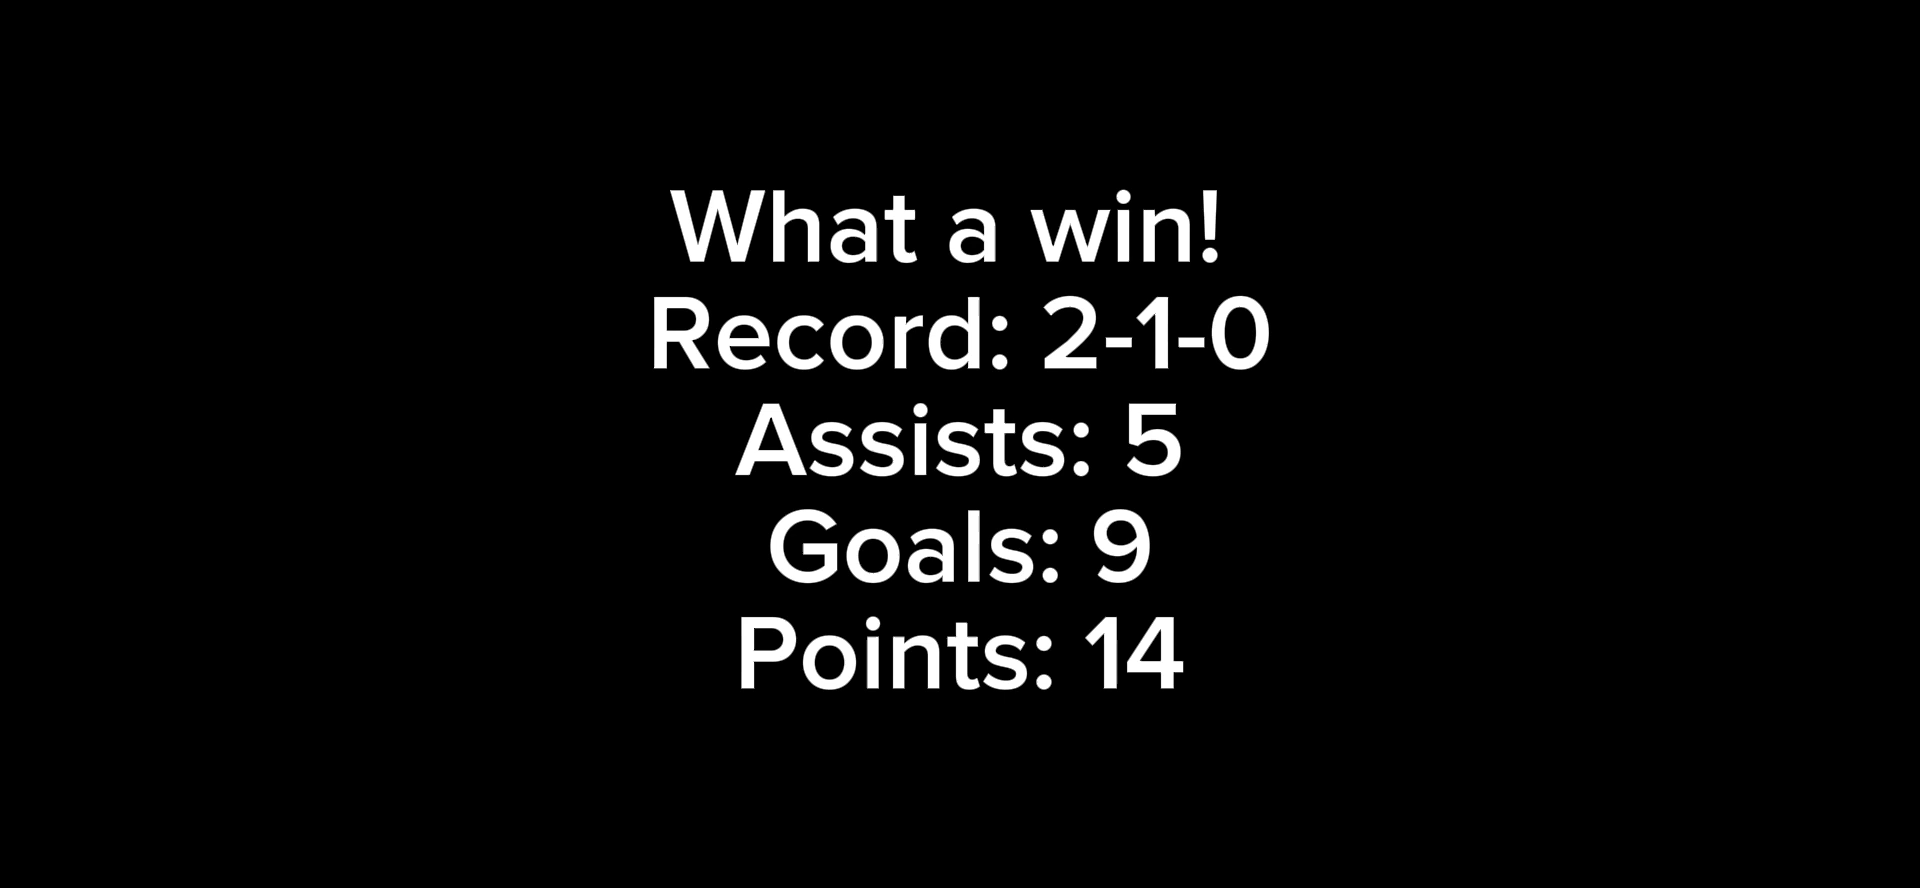 What a win!
Record: 2-1-0
Assists: 5
Goals: 9
Points: 14